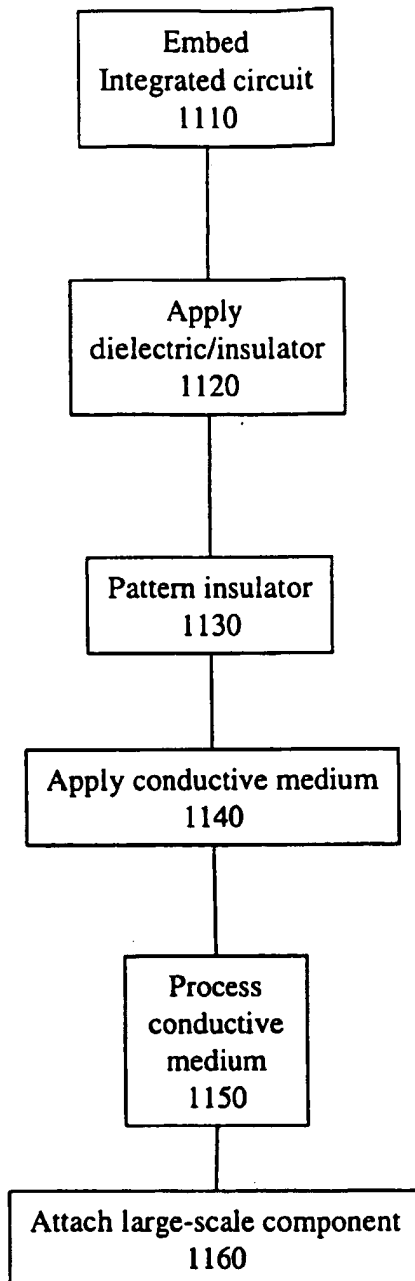 Embed
Integrated circuit
1110
Apply
dielectric/insulator
1120
Pattern insulator
1130
Apply conductive medium
1140
Process
conductive
medium
1150
Attach large-scale component
1160